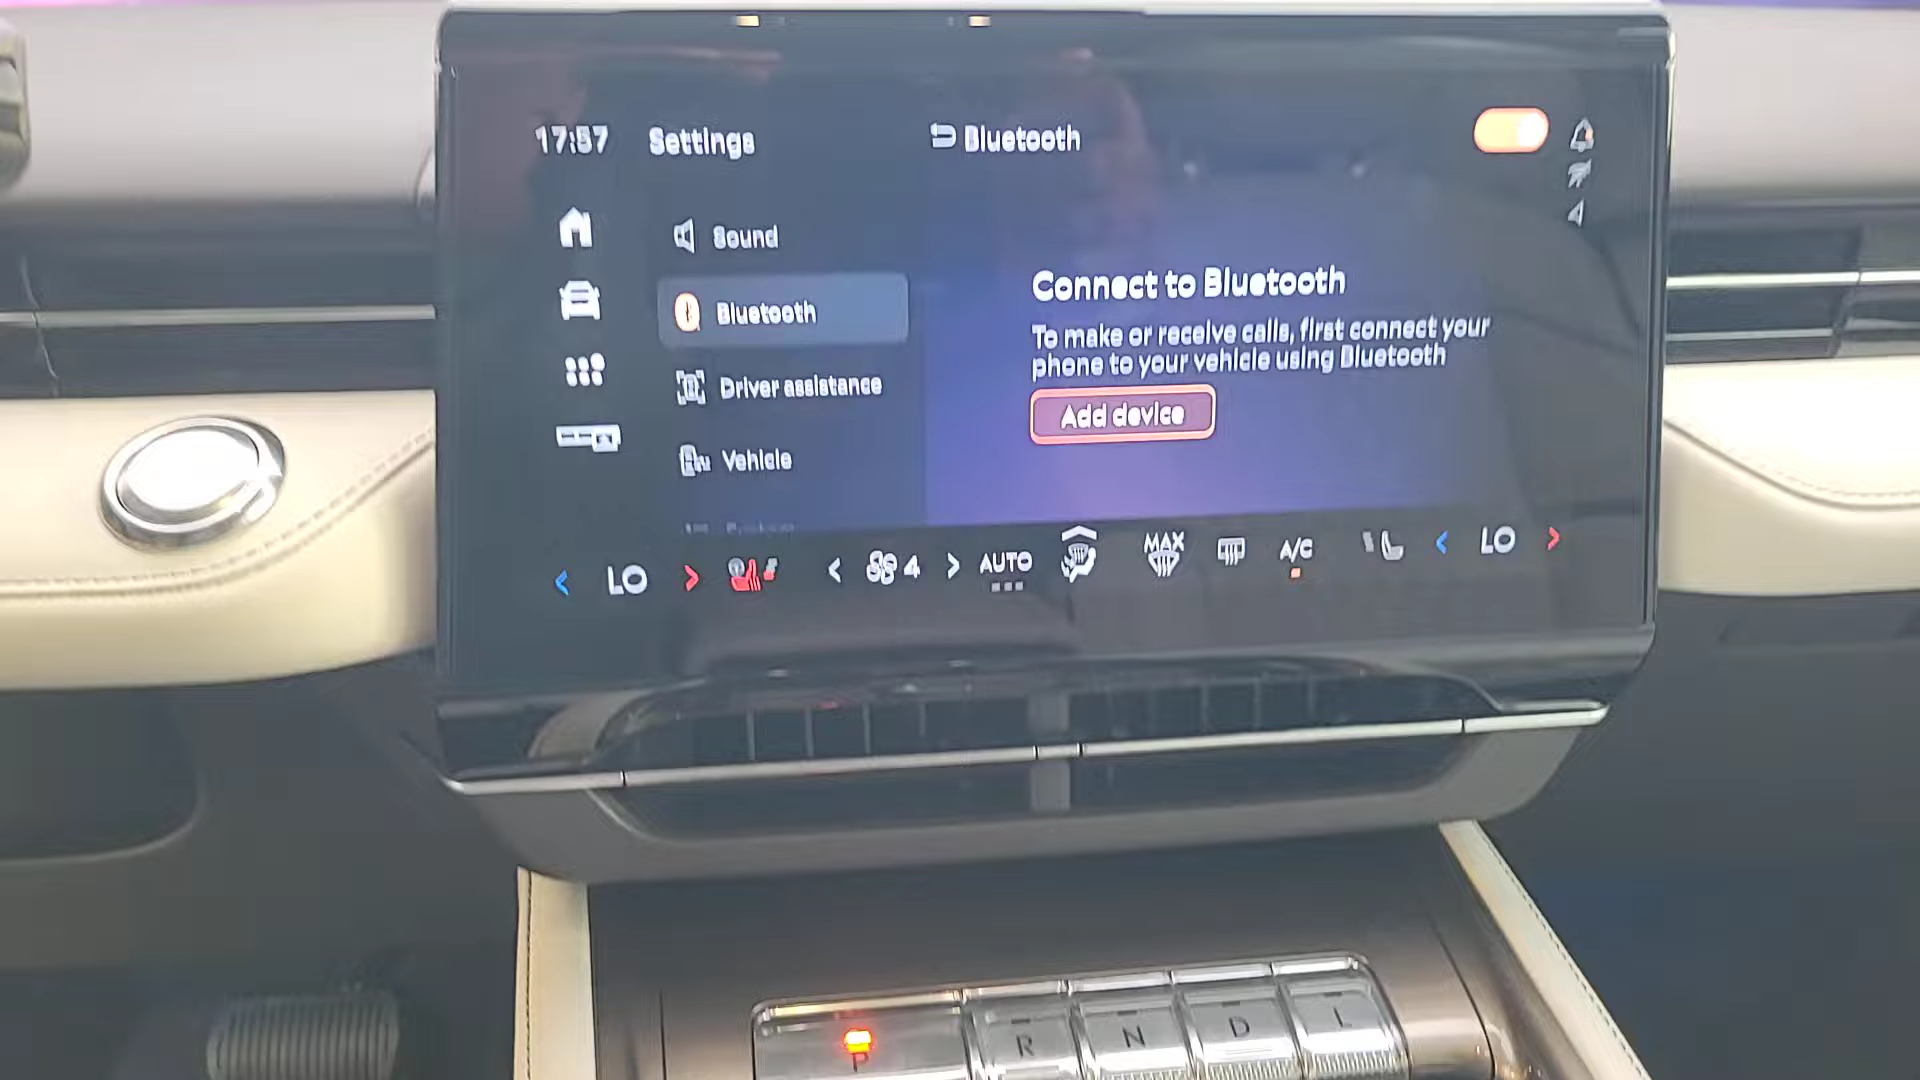 17:57 Settings Bluetooth
Sound
Bluetooth
Driver assistance
Vehicle
Connect to Bluetooth
To make or receive calls, first connect your
phone to your vehicle using Bluetooth
Add device
LO 4 AUTO MAX A/C LO
P R N D L